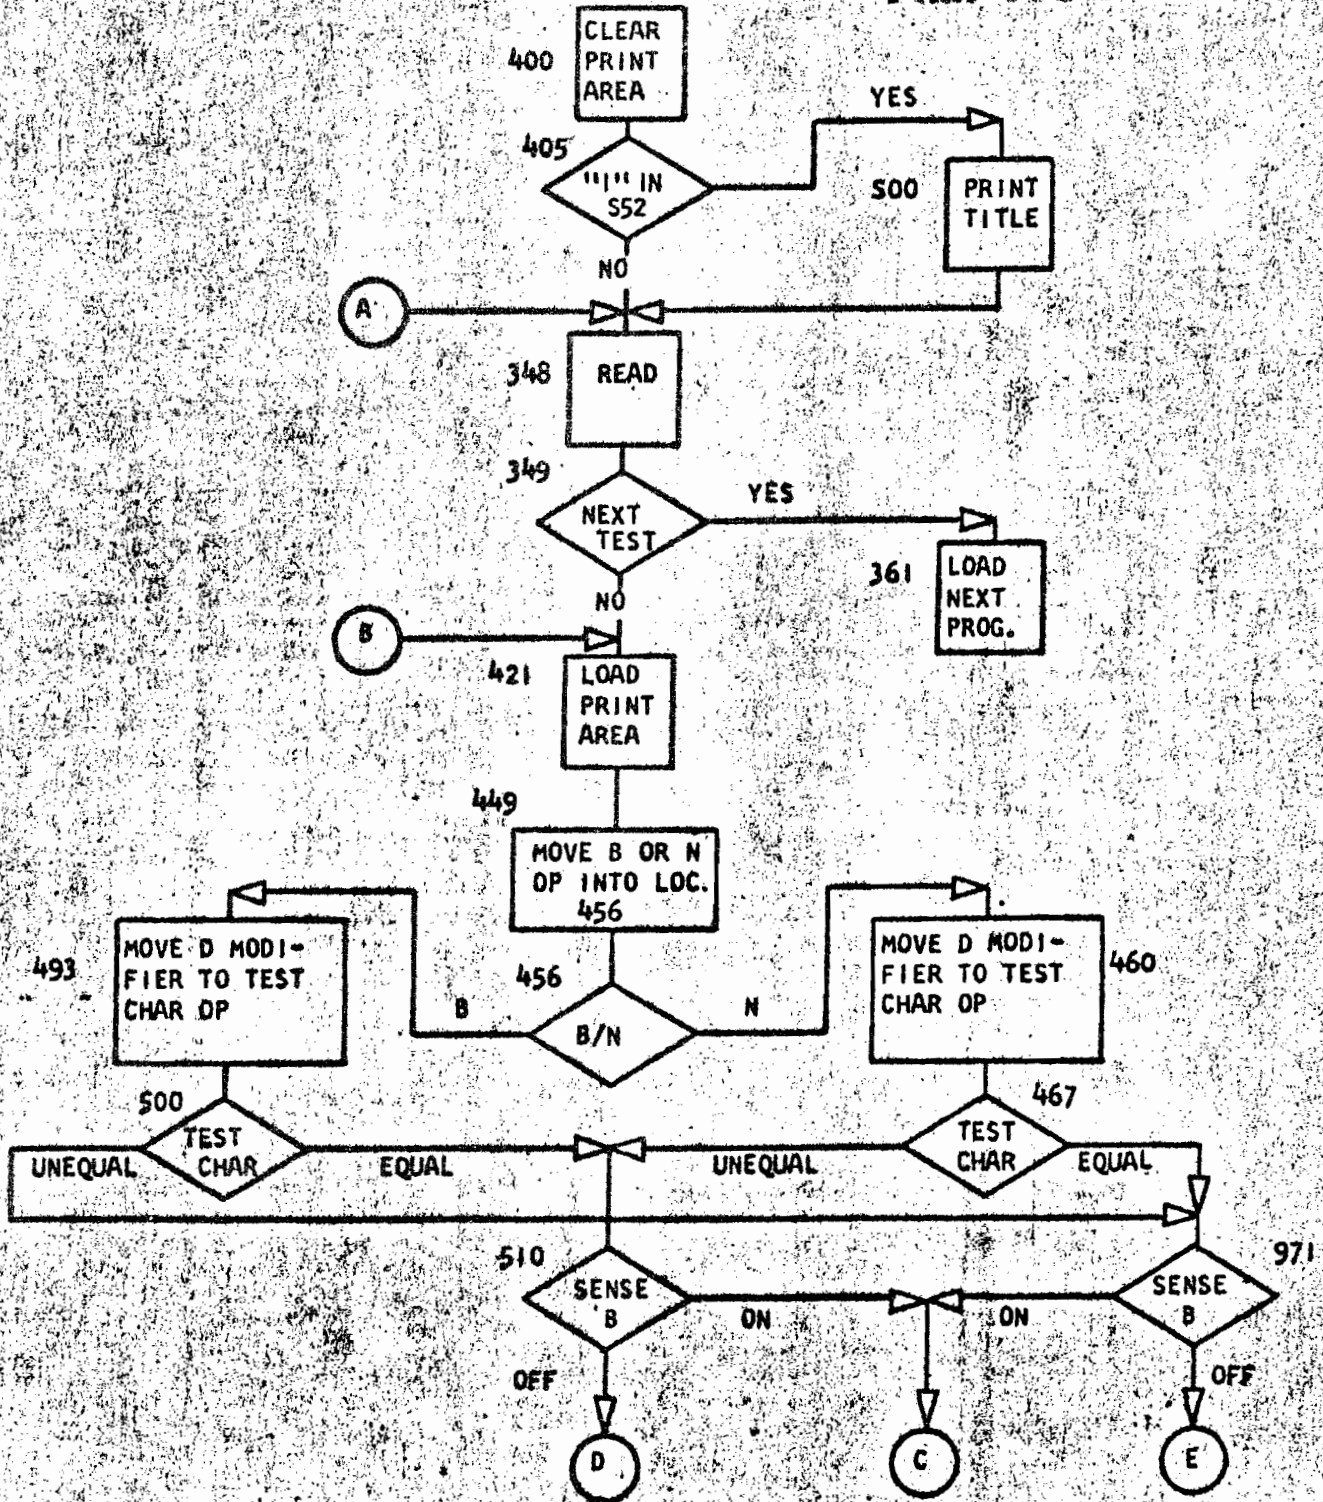 CLEAR
400
PRINT
AREA
YES
405
"1" IN
S52
500
PRINT
TITLE
NO
A
348
READ
349
YES
NEXT
TEST
361
LOAD
NEXT
PROG.
NO
B
421
LOAD
PRINT
AREA
449
MOVE B OR N
OP INTO LOC.
456
493
MOVE D MODI-
FIER TO TEST
CHAR OP
456
B
B/N
N
MOVE D MODI-
FIER TO TEST
CHAR OP
460
500
TEST
CHAR
UNEQUAL
EQUAL
467
TEST
CHAR
UNEQUAL
EQUAL
510
SENSE
B
ON
ON
971
SENSE
B
OFF
OFF
D
C
E